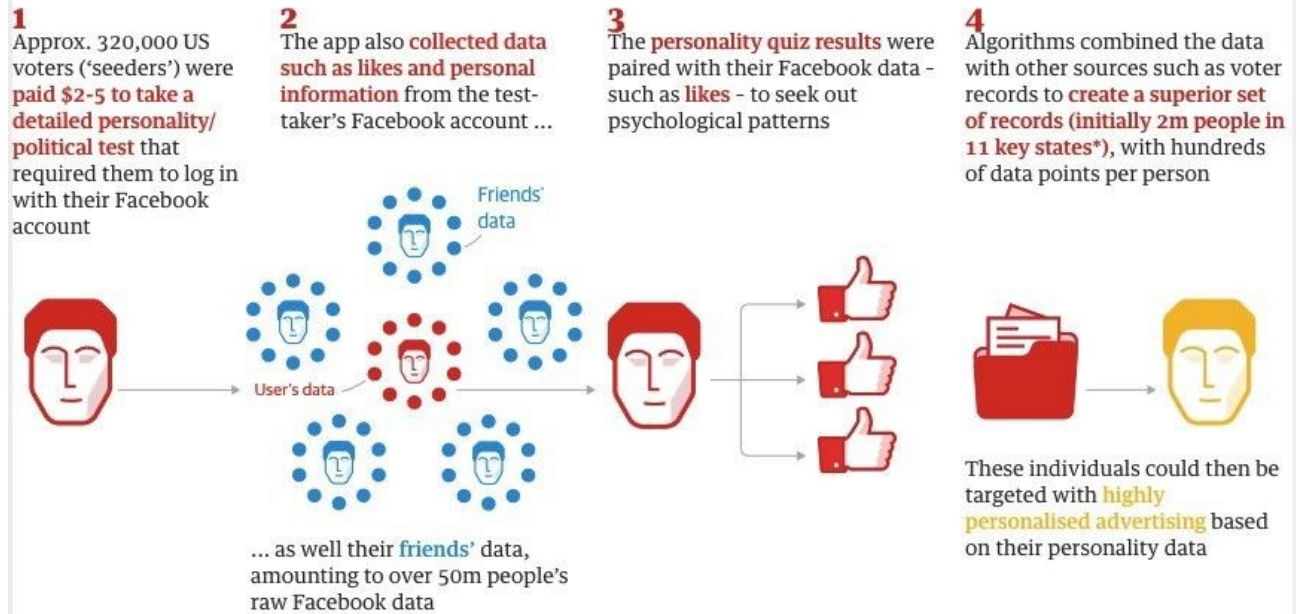 1
Approx. 320,000 US
voters (‘seeders’) were
paid $2-5 to take a
detailed personality/
political test that
required them to log in
with their Facebook
account
2
The app also collected data
such as likes and personal
information from the test-
taker’s Facebook account ...
Friends’
data
User's data
... as well their friends’ data,
amounting to over 50m people’s
raw Facebook data
3
The personality quiz results were
paired with their Facebook data -
such as likes - to seek out
psychological patterns
4
Algorithms combined the data
with other sources such as voter
records to create a superior set
of records (initially 2m people in
11 key states*), with hundreds
of data points per person
These individuals could then be
targeted with highly
personalised advertising based
on their personality data